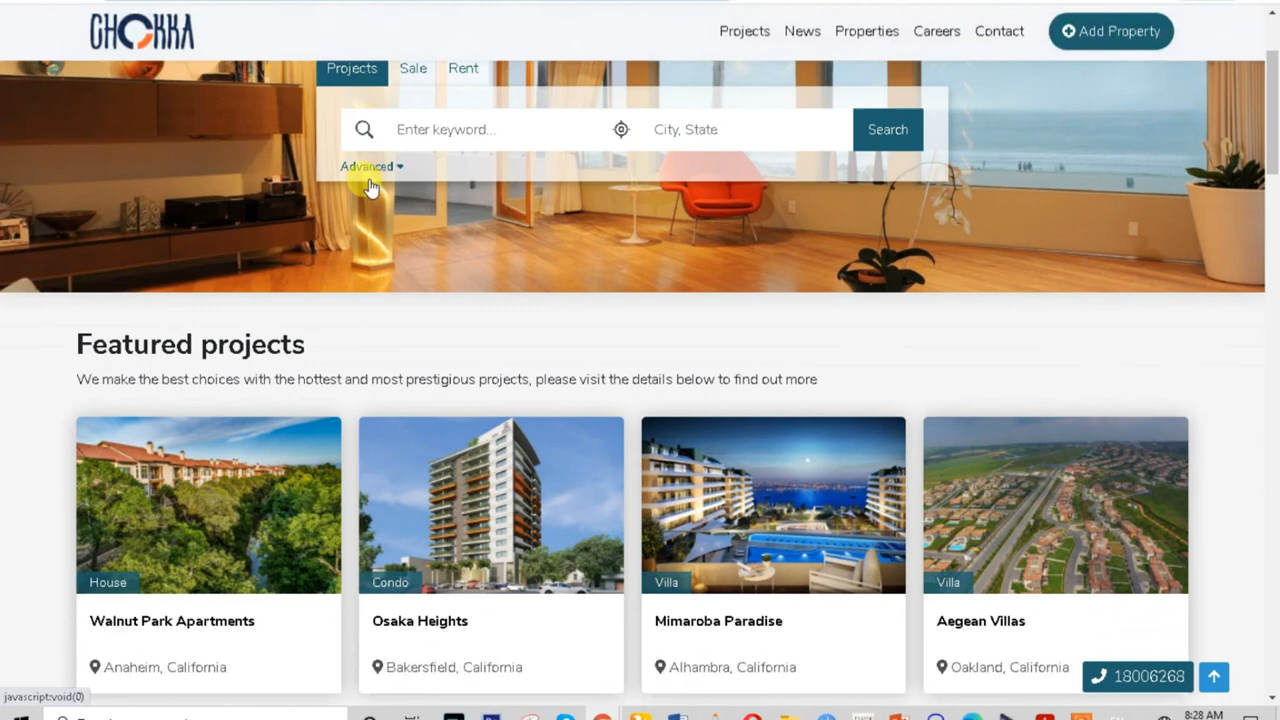 CHOKKA
Projects News Properties Careers Contact Add Property
Projects Sale Rent
Enter keyword... City, State Search
Advanced
Featured projects
We make the best choices with the hottest and most prestigious projects, please visit the details below to find out more
House Condo Villa Villa
Walnut Park Apartments Osaka Heights Mimaroba Paradise Aegean Villas
Anaheim, California Bakersfield, California Alhambra, California Oakland, California
18006268
javascript:void(0)
8:28 AM